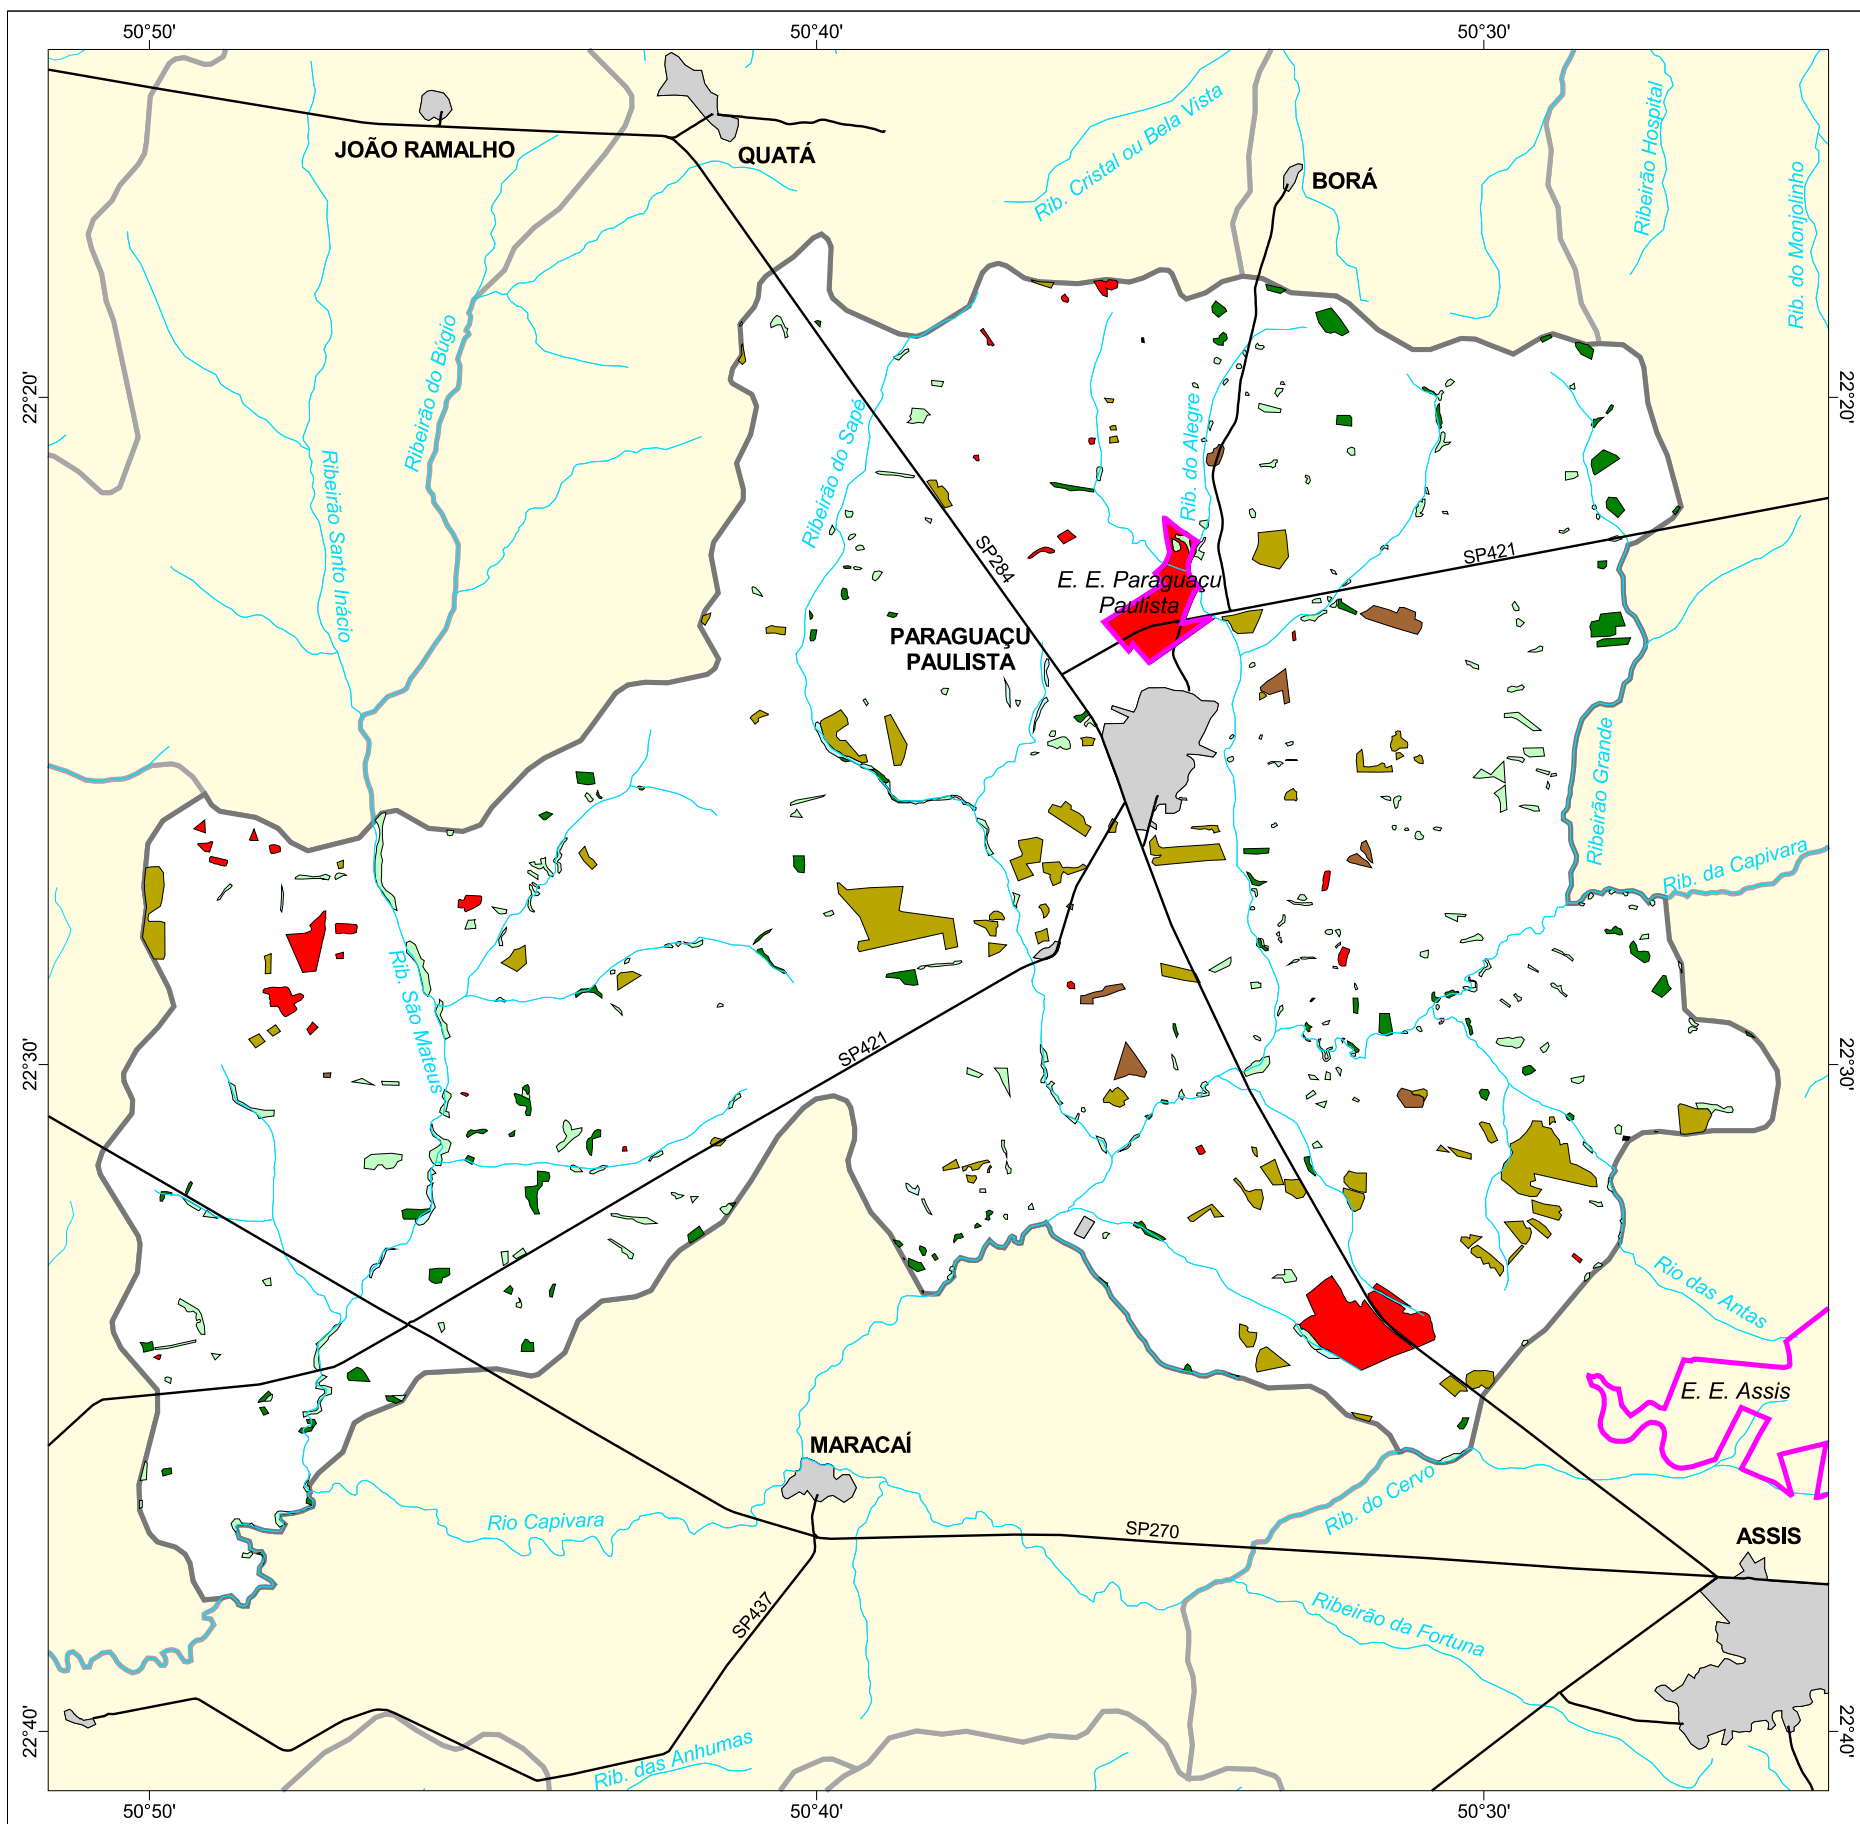 50°50'
50°40'
50°30'
JOÃO RAMALHO
QUATÁ
BORÁ
Rib. Cristal ou Bela Vista
Ribeirão Hospital
Rib. do Monjolinho
22°20'
22°20'
Ribeirão do Búgio
Ribeirão Santo Inácio
Ribeirão do Sapé
Rib. do Alegre
SP284
SP421
E. E. Paraguaçu
Paulista
PARAGUAÇU
PAULISTA
Ribeirão Grande
Rib. da Capivara
Rib. São Mateus
SP421
22°30'
22°30'
Rio das Antas
E. E. Assis
MARACAÍ
Rib. do Cervo
Rio Capivara
SP270
ASSIS
SP437
Ribeirão da Fortuna
22°40'
22°40'
Rib. das Anhumas
50°50'
50°40'
50°30'